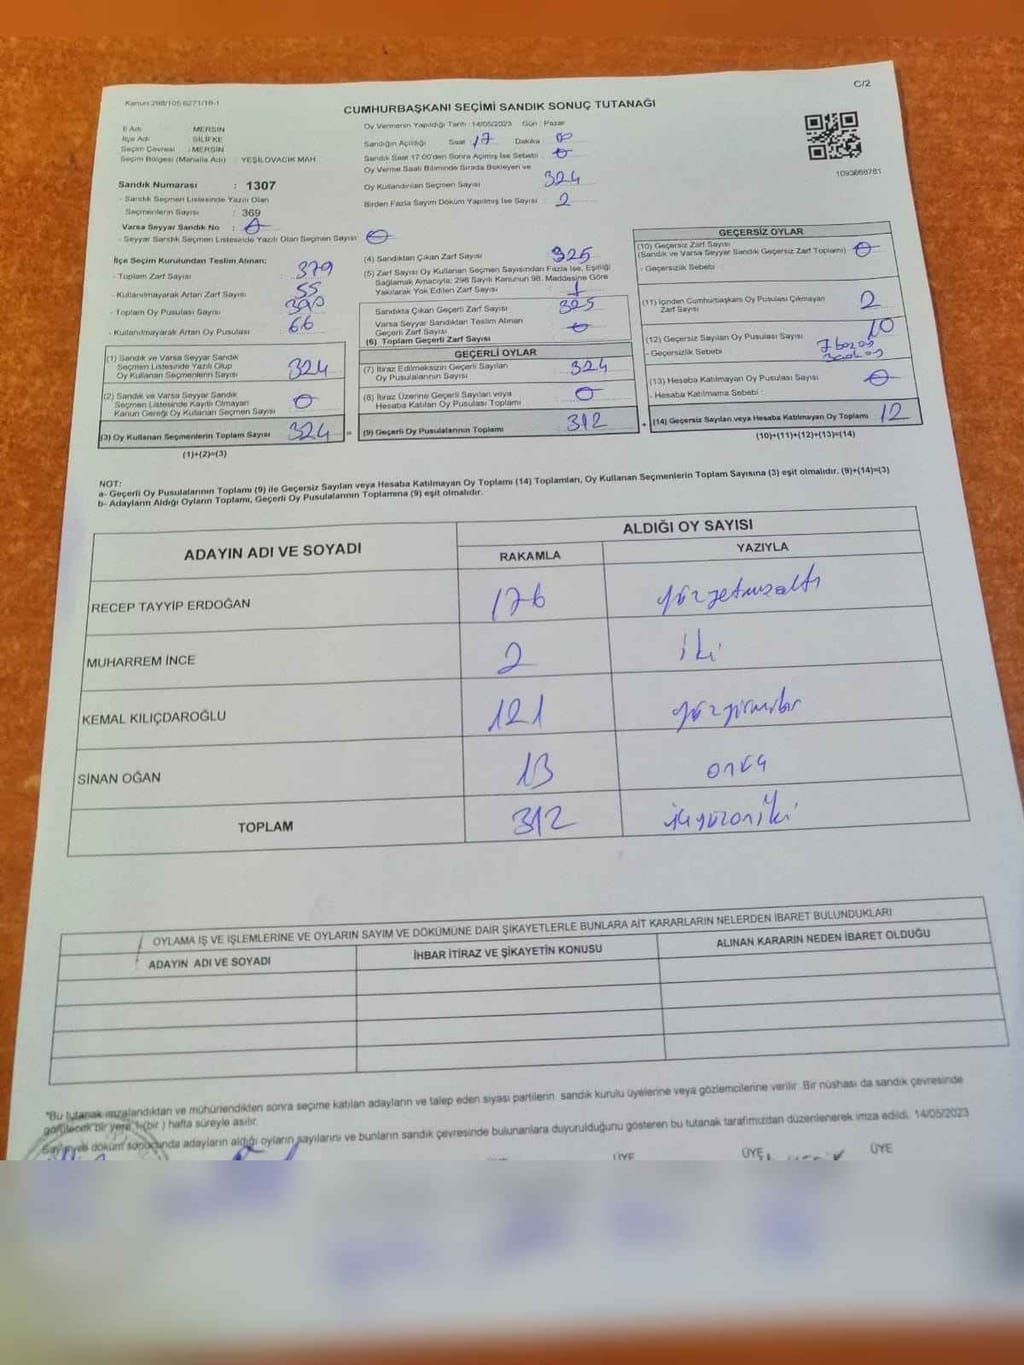 C/2
Kanun:298/105 6271/18-1
CUMHURBAŞKANI SEÇİMİ SANDIK SONUÇ TUTANAĞI
İl Adı : MERSİN
İlçe Adı : SİLİFKE
Seçim Çevresi : MERSİN
Seçim Bölgesi (Mahalle Adı) YEŞİLOVACIK MAH.
Sandık Numarası : 1307
- Sandık Seçmen Listesinde Yazılı Olan
Seçmenlerin Sayısı : 369
Varsa Seyyar Sandık No : 0
- Seyyar Sandık Seçmen Listesinde Yazılı Olan Seçmen Sayısı 0
Oy Vermenin Yapıldığı Tarih :14/05/2023 Gün : Pazar
Sandığın Açıldığı Saat 17 Dakika
Sandık Saat 17.00'den Sonra Açılmış İse Sebebi 0
Oy Verme Saati Bitiminde Sırada Bekleyen ve
Oy Kullandırılan Seçmen Sayısı 324
Birden Fazla Sayım Döküm Yapılmış İse Sayısı 2
1093668781
İlçe Seçim Kurulundan Teslim Alınan;
- Toplam Zarf Sayısı 379
- Kullanılmayarak Artan Zarf Sayısı 55
- Toplam Oy Pusulası Sayısı 390
- Kullanılmayarak Artan Oy Pusulası 66
(1) Sandık ve Varsa Seyyar Sandık
Seçmen Listesinde Yazılı Olup
Oy Kullanan Seçmenlerin Sayısı 324
(2) Sandık ve Varsa Seyyar Sandık
Seçmen Listesinde Kayıtlı Olmayan
Kanun Gereği Oy Kullanan Seçmen Sayısı 0
(3) Oy Kullanan Seçmenlerin Toplam Sayısı 324 =
(1)+(2)=(3)
(4) Sandıktan Çıkan Zarf Sayısı 325
(5) Zarf Sayısı Oy Kullanan Seçmen Sayısından Fazla İse, Eşitliği
Sağlamak Amacıyla; 298 Sayılı Kanunun 98. Maddesine Göre
Yakılarak Yok Edilen Zarf Sayısı 1
Sandıkta Çıkan Geçerli Zarf Sayısı 325
Varsa Seyyar Sandıktan Teslim Alınan
Geçerli Zarf Sayısı 0
(6) Toplam Geçerli Zarf Sayısı
GEÇERLİ OYLAR
(7) İtiraz Edilmeksizin Geçerli Sayılan
Oy Pusulalarının Sayısı 324
(8) İtiraz Üzerine Geçerli Sayılan veya
Hesaba Katılan Oy Pusulası Toplamı 0
(9) Geçerli Oy Pusulalarının Toplamı 312 +
GEÇERSİZ OYLAR
(10) Geçersiz Zarf Sayısı
(Sandık ve Varsa Seyyar Sandık Geçersiz Zarf Toplamı) 0
- Geçersizlik Sebebi
(11) İçinden Cumhurbaşkanı Oy Pusulası Çıkmayan
Zarf Sayısı 2
(12) Geçersiz Sayılan Oy Pusulası Sayısı 10
- Geçersizlik Sebebi 7
(13) Hesaba Katılmayan Oy Pusulası Sayısı 0
- Hesaba Katılmama Sebebi :
(14) Geçersiz Sayılan veya Hesaba Katılmayan Oy Toplamı 12
(10)+(11)+(12)+(13)=(14)
NOT:
a- Geçerli Oy Pusulalarının Toplamı (9) ile Geçersiz Sayılan veya Hesaba Katılmayan Oy Toplamı (14) Toplamları, Oy Kullanan Seçmenlerin Toplam Sayısına (3) eşit olmalıdır. (9)+(14)=(3)
b- Adayların Aldığı Oyların Toplamı, Geçerli Oy Pusulalarının Toplamına (9) eşit olmalıdır.
ADAYIN ADI VE SOYADI
ALDIĞI OY SAYISI
RAKAMLA YAZIYLA
RECEP TAYYİP ERDOĞAN 176 yüzyetmişaltı
MUHARREM İNCE 2 iki
KEMAL KILIÇDAROĞLU 121 yüzyirmibir
SİNAN OĞAN 13 onüç
TOPLAM 312 üçyüzoniki
OYLAMA İŞ VE İŞLEMLERİNE VE OYLARIN SAYIM VE DÖKÜMÜNE DAİR ŞİKAYETLERLE BUNLARA AİT KARARLARIN NELERDEN İBARET BULUNDUKLARI
ADAYIN ADI VE SOYADI İHBAR İTİRAZ VE ŞİKAYETİN KONUSU ALINAN KARARIN NEDEN İBARET OLDUĞU
*Bu tutanak imzalandıktan ve mühürlendikten sonra seçime katılan adayların ve talep eden siyasi partilerin sandık kurulu üyelerine veya gözlemcilerine verilir .Bir nüshası da sandık çevresinde
görülecek bir yere 1 (bir ) hafta süreyle asılır.
Sayım ve döküm sonucunda adayların aldığı oyların sayılarını ve bunların sandık çevresinde bulunanlara duyurulduğunu gösteren bu tutanak tarafımızdan düzenlenerek imza edildi. 14/05/2023
ÜYE ÜYE ÜYE